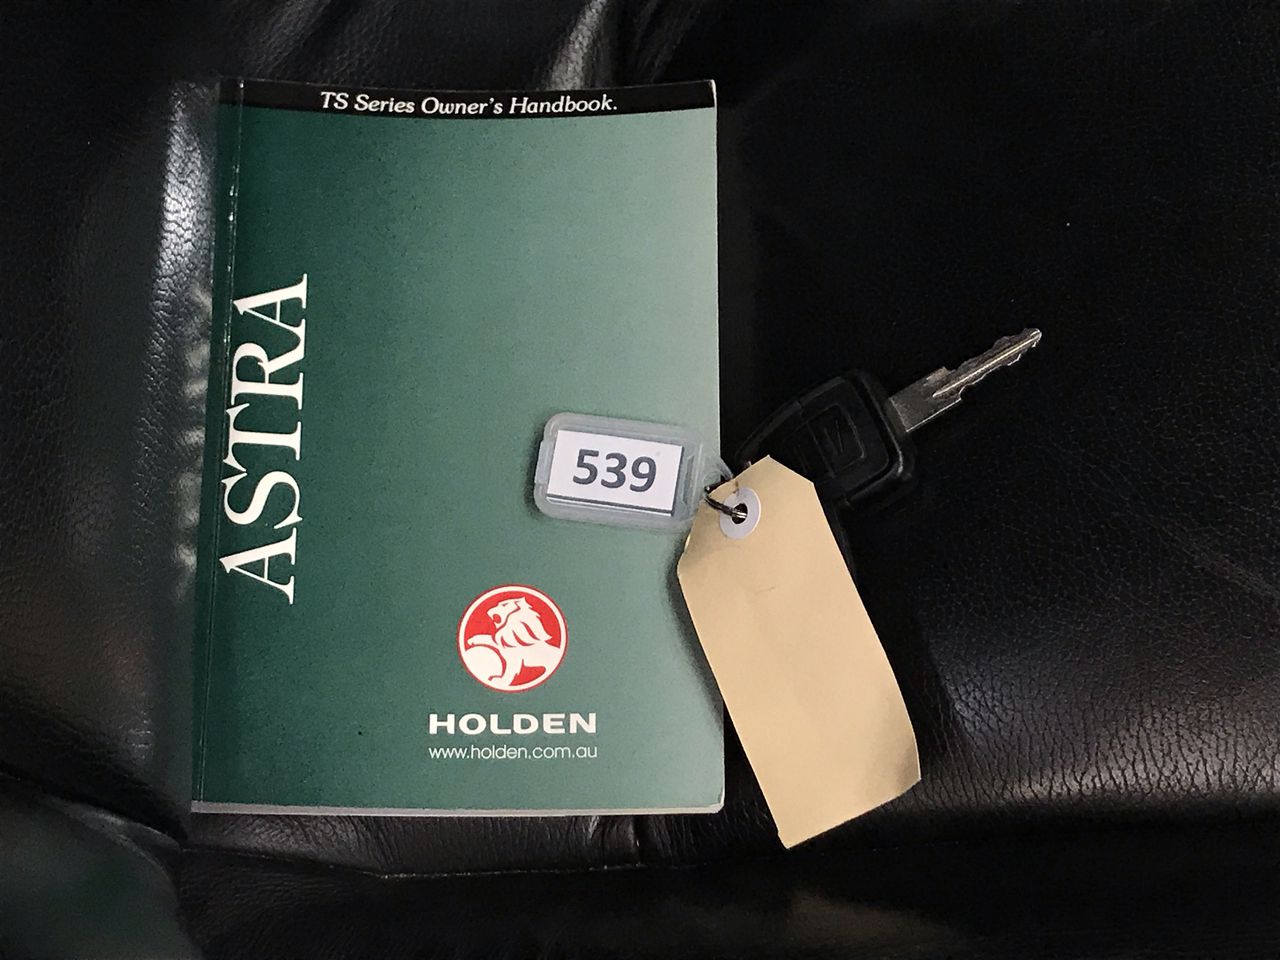 TS Series Owner's Handbook.
ASTRA
539
HOLDEN
www.holden.com.au